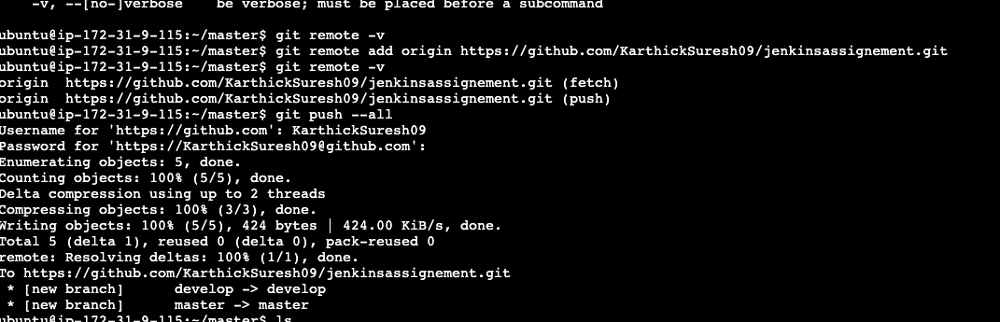 -v, --[no-]verbose    be verbose; must be placed before a subcommand
ubuntu@ip-172-31-9-115:~/master$ git remote -v
ubuntu@ip-172-31-9-115:~/master$ git remote add origin https://github.com/KarthickSuresh09/jenkinsassignement.git
ubuntu@ip-172-31-9-115:~/master$ git remote -v
origin  https://github.com/KarthickSuresh09/jenkinsassignement.git (fetch)
origin  https://github.com/KarthickSuresh09/jenkinsassignement.git (push)
ubuntu@ip-172-31-9-115:~/master$ git push --all
Username for 'https://github.com': KarthickSuresh09
Password for 'https://KarthickSuresh09@github.com':
Enumerating objects: 5, done.
Counting objects: 100% (5/5), done.
Delta compression using up to 2 threads
Compressing objects: 100% (3/3), done.
Writing objects: 100% (5/5), 424 bytes | 424.00 KiB/s, done.
Total 5 (delta 1), reused 0 (delta 0), pack-reused 0
remote: Resolving deltas: 100% (1/1), done.
To https://github.com/KarthickSuresh09/jenkinsassignement.git
 * [new branch]      develop -> develop
 * [new branch]      master -> master
ubuntu@ip-172-31-9-115:~/master$ ls